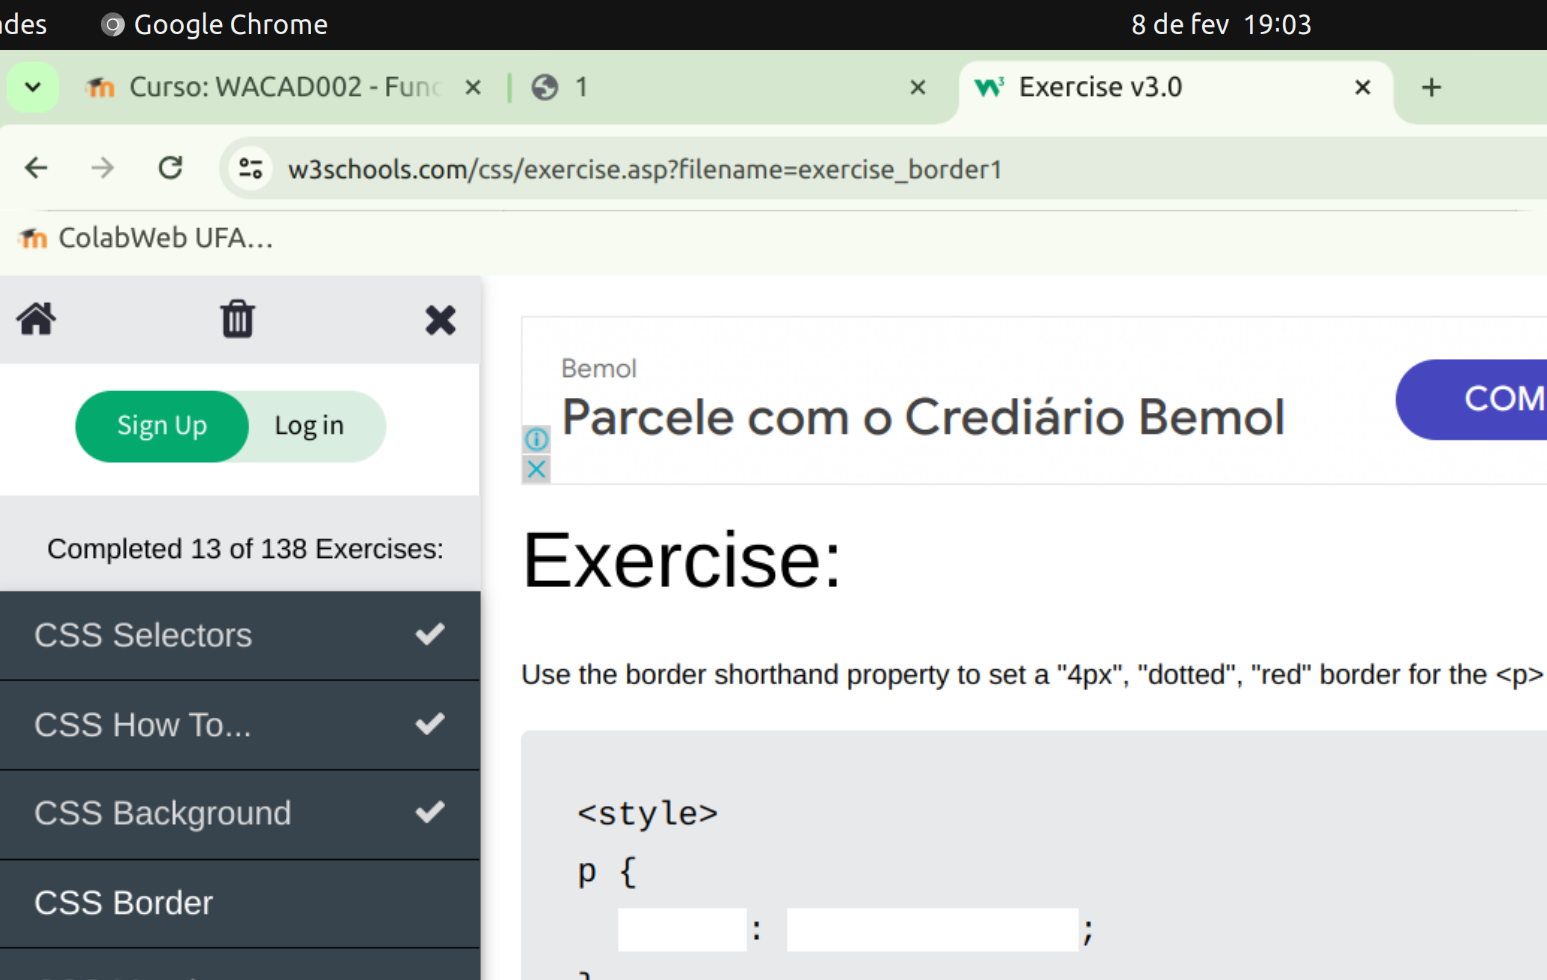 des Google Chrome 8 de fev 19:03
Curso: WACAD002 - Func 1 Exercise v3.0
w3schools.com/css/exercise.asp?filename=exercise_border1
ColabWeb UFA...
Bemol
Parcele com o Crediário Bemol
COM
Sign Up Log in
Completed 13 of 138 Exercises:
CSS Selectors
CSS How To...
CSS Background
CSS Border
Exercise:
Use the border shorthand property to set a "4px", "dotted", "red" border for the <p>
<style>
p {
: ;
}